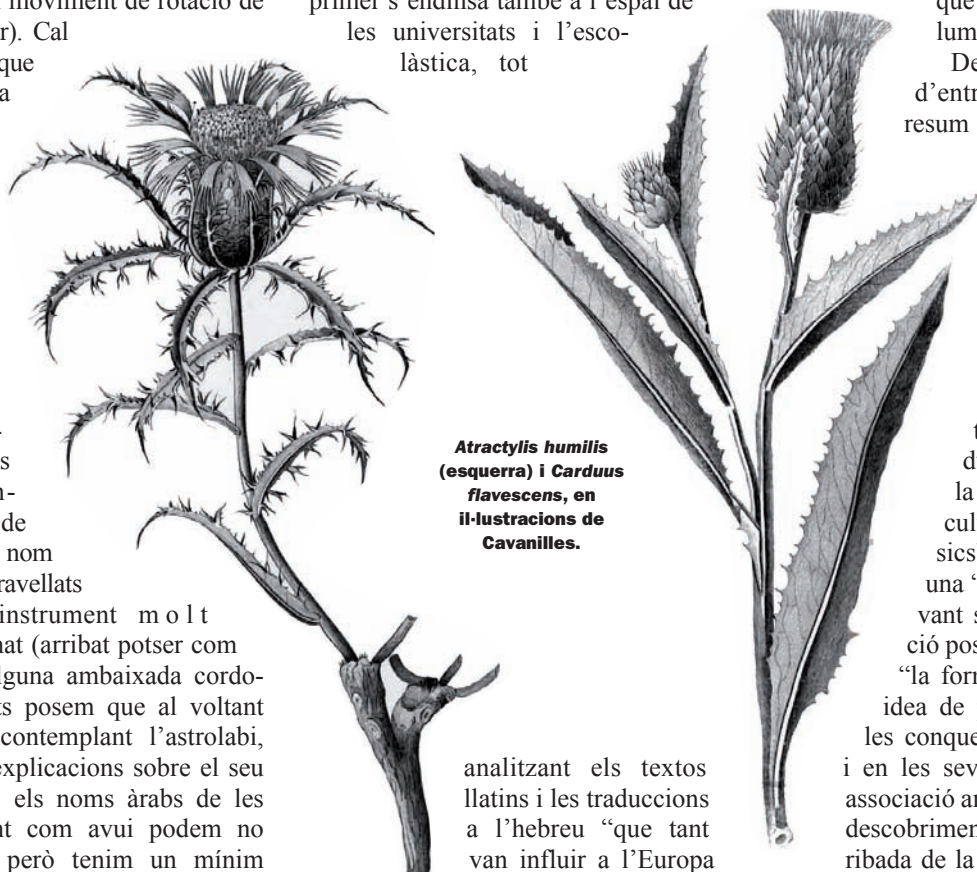 moviment de rotació de
r). Cal
que
a
s
n-
de
nom
ravellats
instrument molt
nat (arribat potser com
lguna ambaixada cordo-
ts posem que al voltant
contemplant l’astrolabi,
explicacions sobre el seu
els noms àrabs de les
nt com avui podem no
però tenim un mínim
primer s’endinsa també a l’espai de
les universitats i l’esco-
làstica, tot
Atractylis humilis
(esquerra) i Carduus
flavescens, en
il·lustracions de
Cavanilles.
analitzant els textos
llatins i les traduccions
a l’hebreu “que tant
van influir a l’Europa
que
lum
De
d’entr
resum
t
d
la
cul
sics
una “
vant s
ció pos
“la for
idea de
les conque
i en les sev
associació a
descobrimen
ribada de la